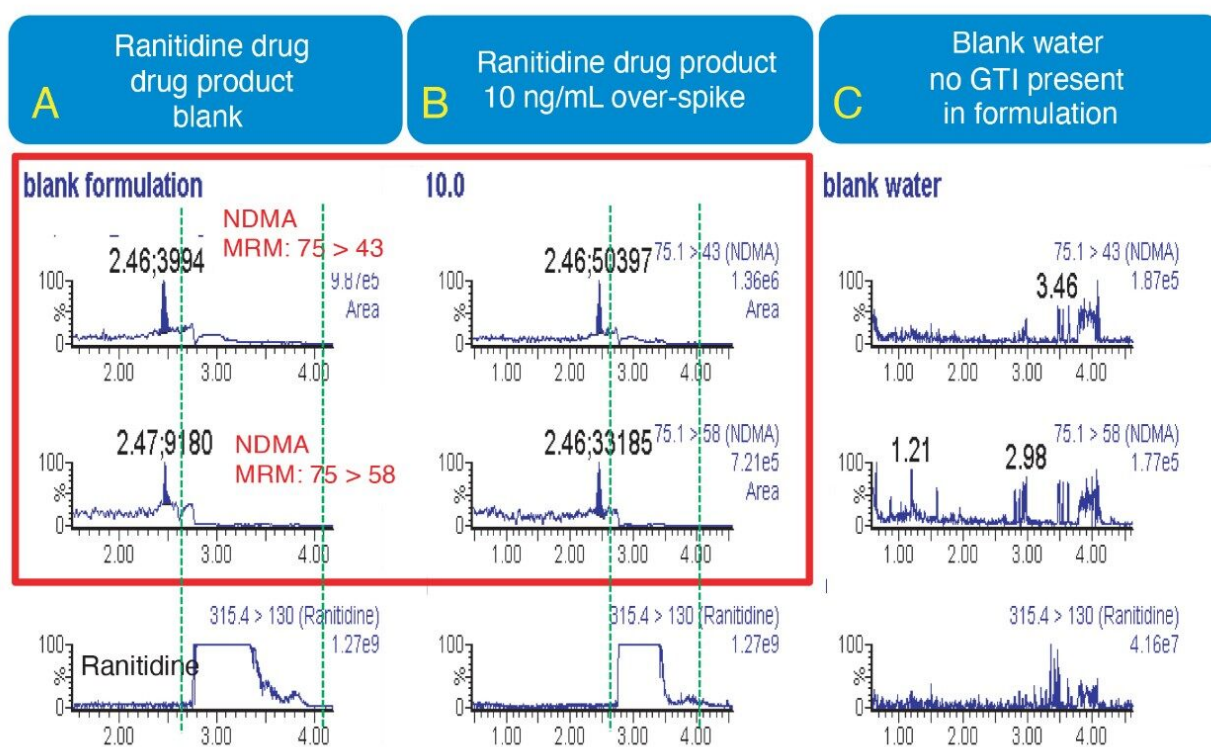 A
Ranitidine drug
drug product
blank
B
Ranitidine drug product
10 ng/mL over-spike
C
Blank water
no GTI present
in formulation
blank formulation
NDMA
MRM: 75 > 43
2.46;3994
9.87e5
Area
100
%
0
2.00 3.00 4.00
2.47;9180
NDMA
MRM: 75 > 58
100
%
0
2.00 3.00 4.00
315.4 > 130 (Ranitidine)
1.27e9
100
Ranitidine
%
0
2.00 3.00 4.00
10.0
75.1 > 43 (NDMA)
2.46;50397
1.36e6
Area
100
%
0
2.00 3.00 4.00
75.1 > 58 (NDMA)
2.46;33185
7.21e5
Area
100
%
0
2.00 3.00 4.00
315.4 > 130 (Ranitidine)
1.27e9
100
%
0
2.00 3.00 4.00
blank water
75.1 > 43 (NDMA)
1.87e5
3.46
100
%
0
1.00 2.00 3.00 4.00
75.1 > 58 (NDMA)
1.77e5
1.21 2.98
100
%
0
1.00 2.00 3.00 4.00
315.4 > 130 (Ranitidine)
4.16e7
100
%
0
1.00 2.00 3.00 4.00